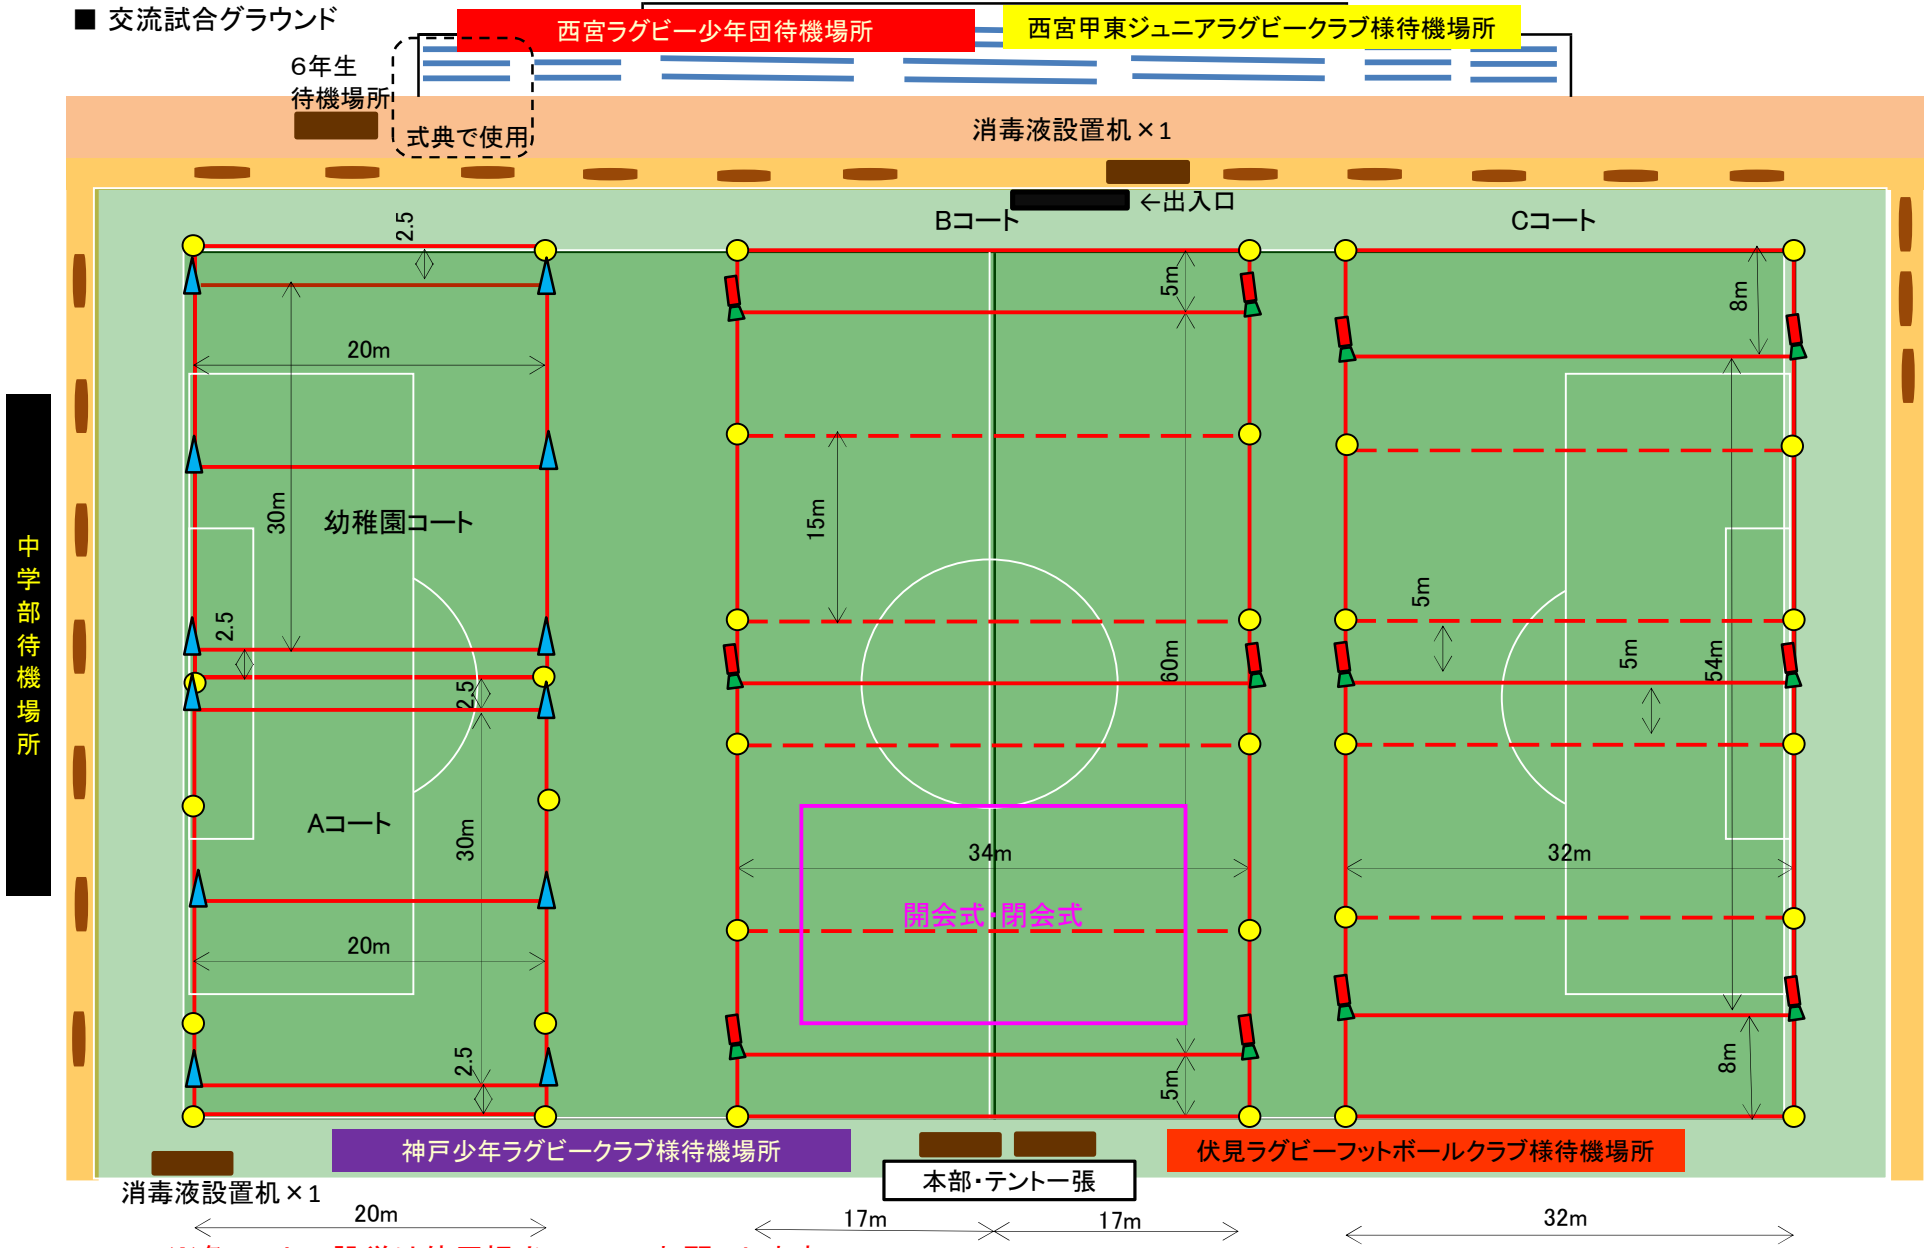 ■ 交流試合グラウンド
西宮ラグビー少年団待機場所
西宮甲東ジュニアラグビークラブ様待機場所
6年生
待機場所
式典で使用
消毒液設置机×1
←出入口
Bコート
Cコート
2.5
5m
8m
20m
30m
幼稚園コート
15m
2.5
5m
5m
54m
60m
2.5
中学部待機場所
Aコート
30m
34m
32m
開会式・閉会式
20m
2.5
5m
8m
神戸少年ラグビークラブ様待機場所
伏見ラグビーフットボールクラブ様待機場所
本部・テント一張
消毒液設置机×1
20m
17m
17m
32m